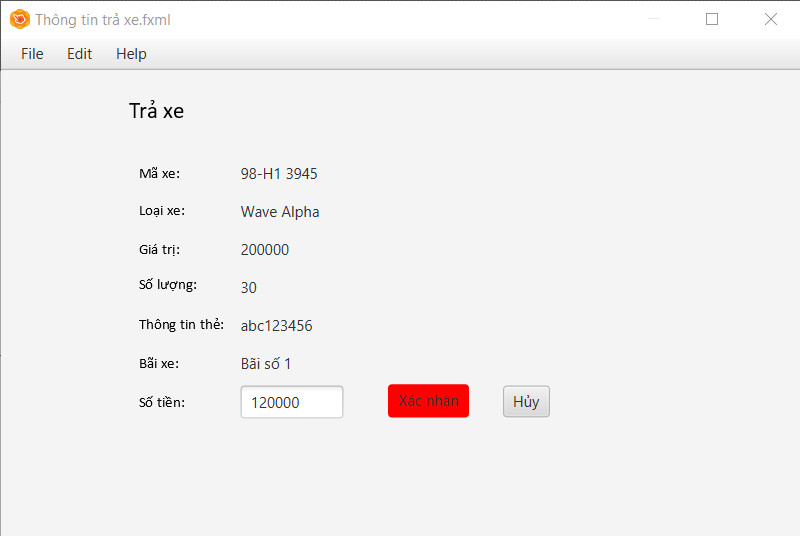 Thông tin trả xe.fxml
File Edit Help
Trả xe
Mã xe: 98-H1 3945
Loại xe: Wave Alpha
Giá trị: 200000
Số lượng: 30
Thông tin thẻ: abc123456
Bãi xe: Bãi số 1
Số tiền: 120000 Xác nhân Hủy